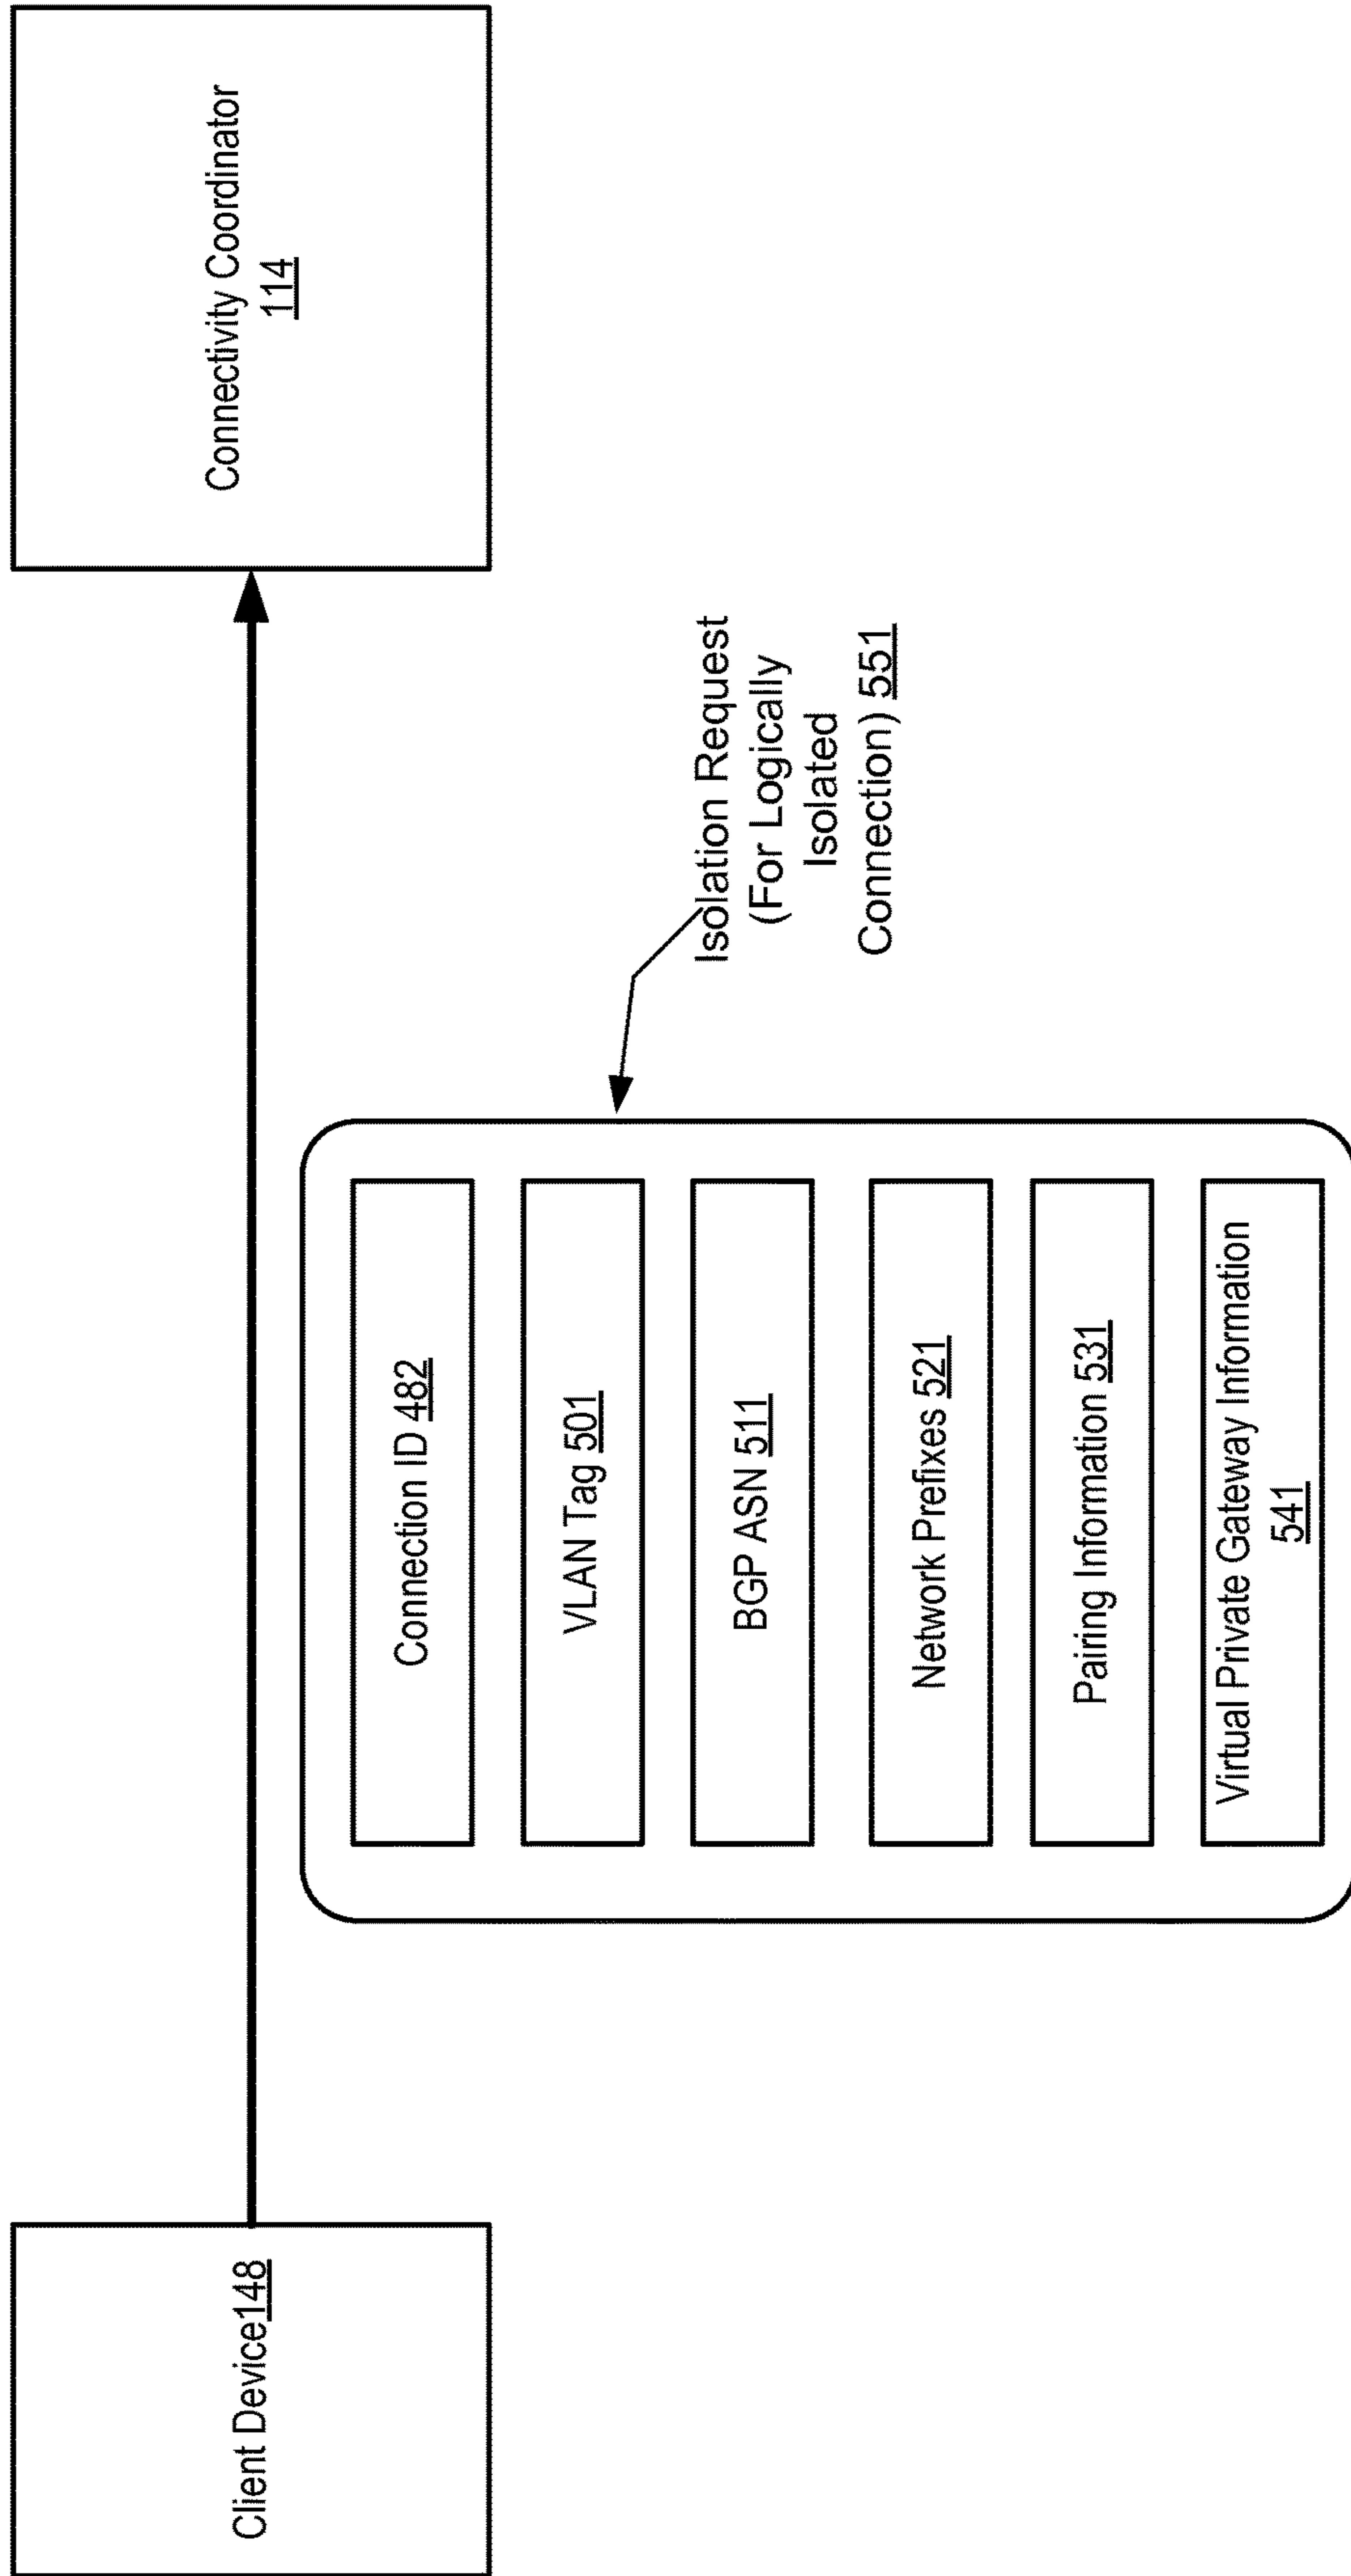 Client Device148
Connectivity Coordinator
114
Connection ID 482
VLAN Tag 501
BGP ASN 511
Network Prefixes 521
Pairing Information 531
Virtual Private Gateway Information
541
Isolation Request
(For Logically
Isolated
Connection) 551